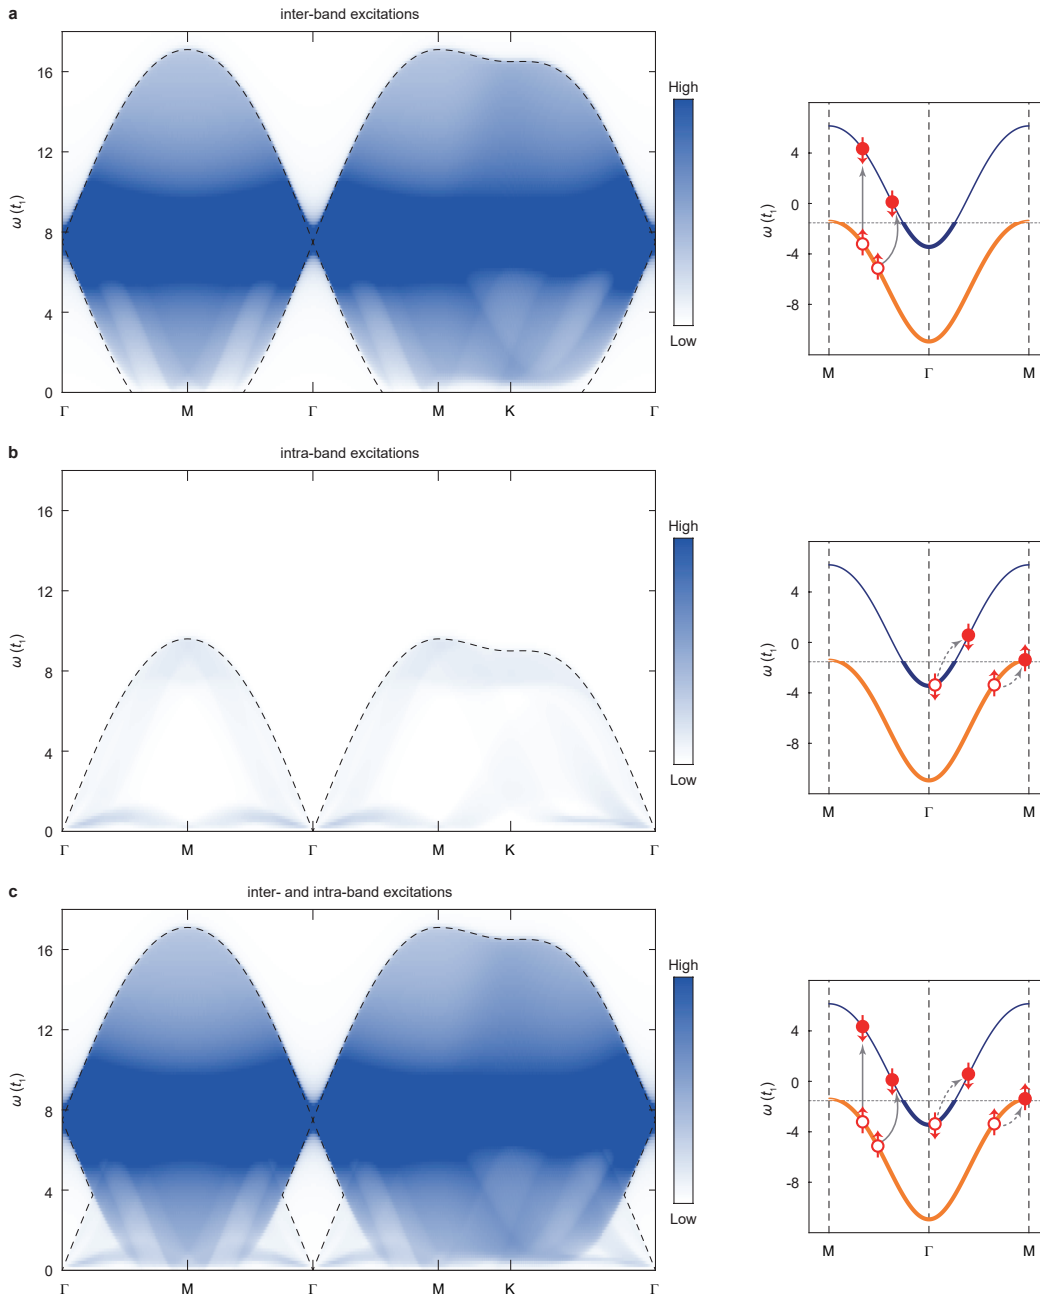 a
inter-band excitations
16
12
8
4
0
ω (t₁)
Γ
M
Γ
M
K
Γ
High
Low
4
0
-4
-8
ω (t₁)
M
Γ
M
b
intra-band excitations
16
12
8
4
0
ω (t₁)
Γ
M
Γ
M
K
Γ
High
Low
4
0
-4
-8
ω (t₁)
M
Γ
M
c
inter- and intra-band excitations
16
12
8
4
0
ω (t₁)
Γ
M
Γ
M
K
Γ
High
Low
4
0
-4
-8
ω (t₁)
M
Γ
M